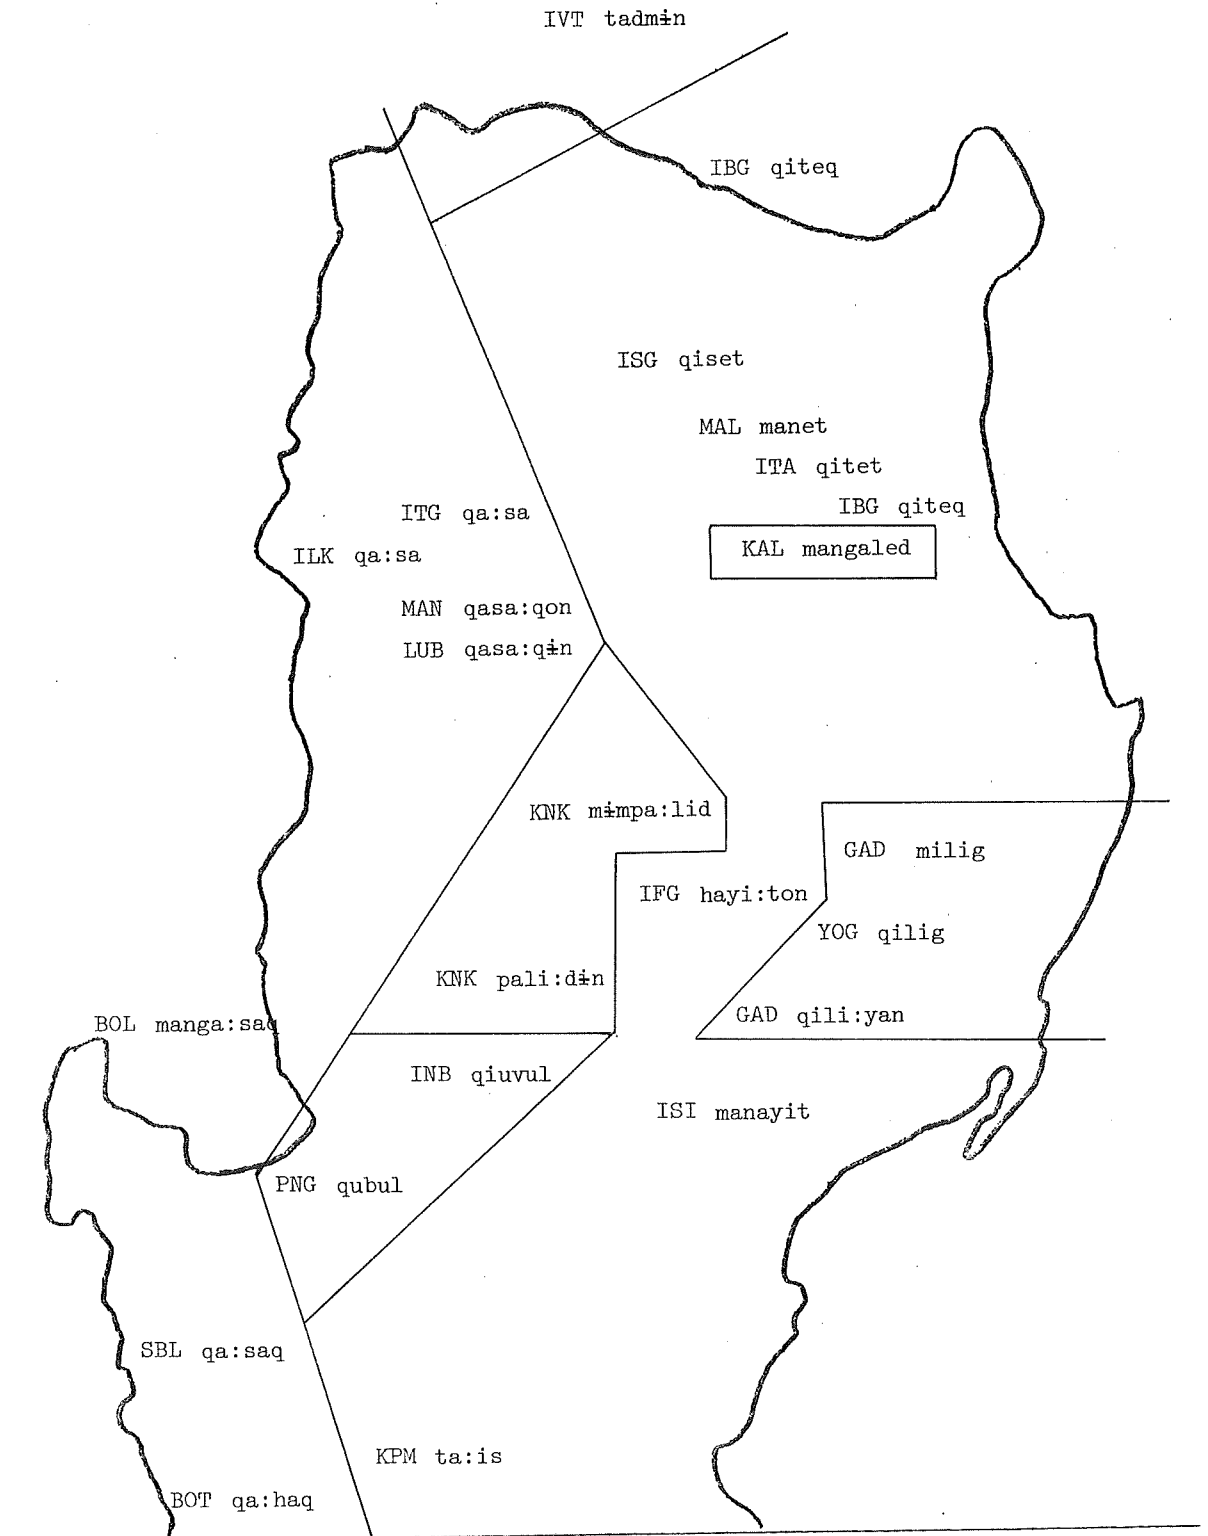 IVT tadmɨn
IBG qiteq
ISG qiset
MAL manet
ITA qitet
IBG qiteq
ITG qa:sa
KAL mangaled
ILK qa:sa
MAN qasa:qon
LUB qasa:qɨn
KNK mɨmpa:lid
GAD milig
IFG hayi:ton
YOG qilig
KNK pali:dɨn
GAD qili:yan
BOL manga:saq
INB qiuvul
ISI manayit
PNG qubul
SBL qa:saq
KPM ta:is
BOT qa:haq